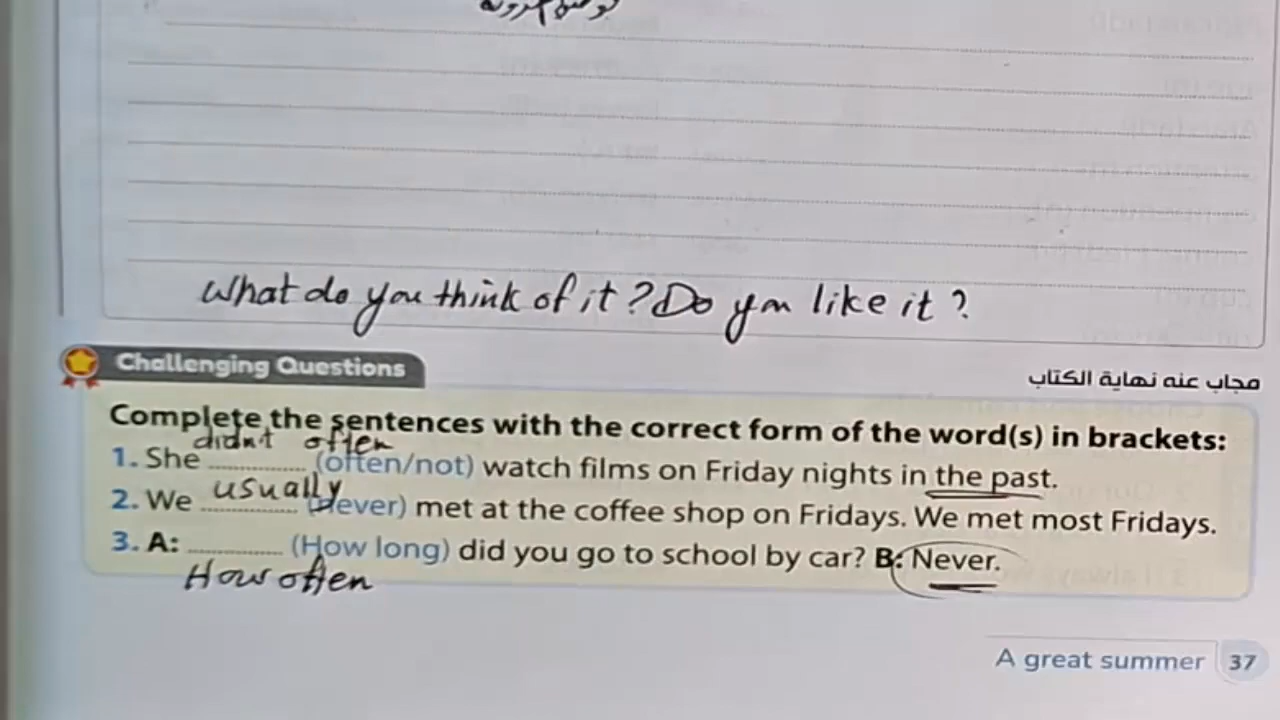 What do you think of it? Do you like it?
Challenging Questions
مجاب عنه نهاية الكتاب
Complete the sentences with the correct form of the word(s) in brackets:
didn't often
1. She ............ (often/not) watch films on Friday nights in the past.
usually
2. We ............ (never) met at the coffee shop on Fridays. We met most Fridays.
3. A: ............ (How long) did you go to school by car? B: Never.
How often
A great summer 37